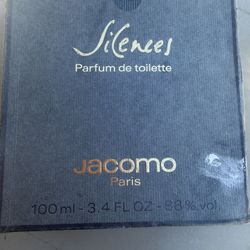 Silences
Parfum de toilette
Jacomo
Paris
100 ml - 3.4 FL OZ - 88% vol.